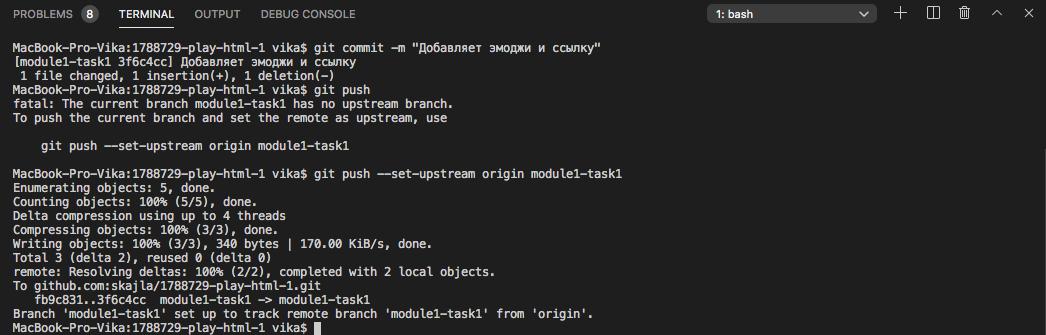 PROBLEMS 8 TERMINAL OUTPUT DEBUG CONSOLE 1: bash
MacBook-Pro-Vika:1788729-play-html-1 vika$ git commit -m "Добавляет эмоджи и ссылку"
[module1-task1 3f6c4cc] Добавляет эмоджи и ссылку
1 file changed, 1 insertion(+), 1 deletion(-)
MacBook-Pro-Vika:1788729-play-html-1 vika$ git push
fatal: The current branch module1-task1 has no upstream branch.
To push the current branch and set the remote as upstream, use
git push --set-upstream origin module1-task1
MacBook-Pro-Vika:1788729-play-html-1 vika$ git push --set-upstream origin module1-task1
Enumerating objects: 5, done.
Counting objects: 100% (5/5), done.
Delta compression using up to 4 threads
Compressing objects: 100% (3/3), done.
Writing objects: 100% (3/3), 340 bytes | 170.00 KiB/s, done.
Total 3 (delta 2), reused 0 (delta 0)
remote: Resolving deltas: 100% (2/2), completed with 2 local objects.
To github.com:skajla/1788729-play-html-1.git
fb9c831..3f6c4cc  module1-task1 -> module1-task1
Branch 'module1-task1' set up to track remote branch 'module1-task1' from 'origin'.
MacBook-Pro-Vika:1788729-play-html-1 vika$